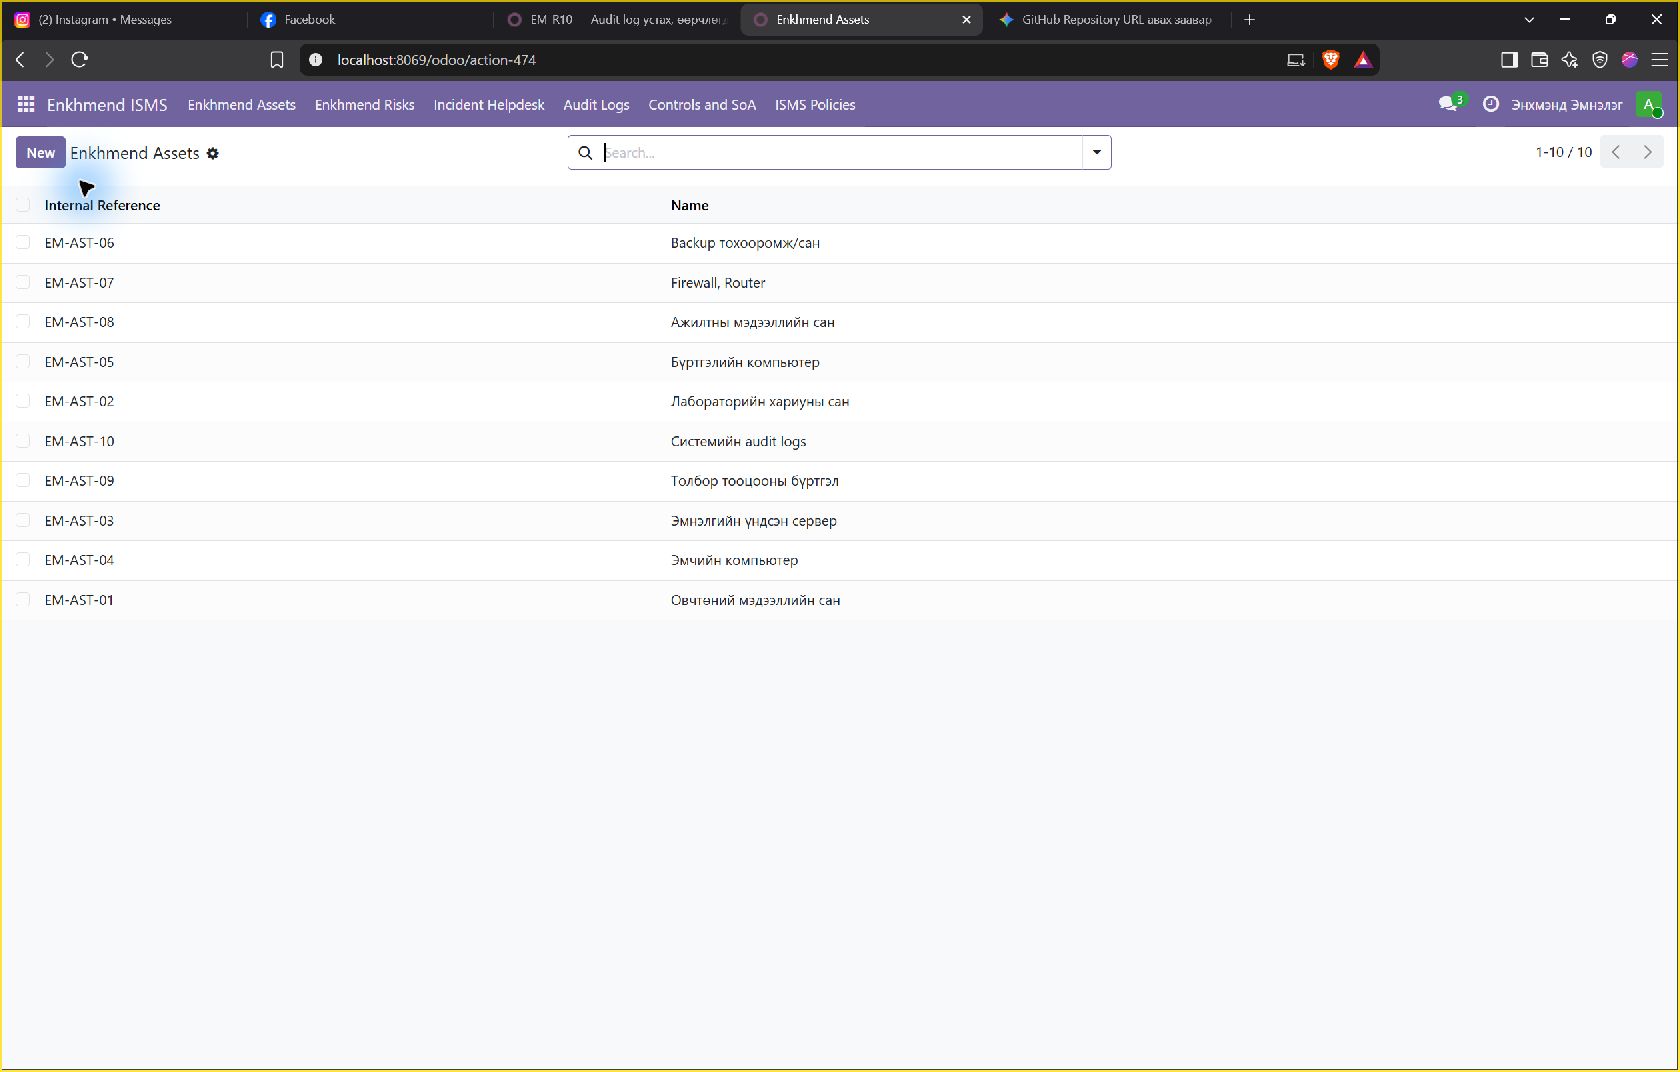 (2) Instagram • Messages
Facebook
EM-R10 Audit log устах, өөрчлөгд
Enkhmend Assets
GitHub Repository URL авах заавар
localhost:8069/odoo/action-474
Enkhmend ISMS Enkhmend Assets Enkhmend Risks Incident Helpdesk Audit Logs Controls and SoA ISMS Policies 3 Энхмэнд Эмнэлэг A
New Enkhmend Assets Search... 1-10 / 10
Internal Reference Name
EM-AST-06 Backup тохооромж/сан
EM-AST-07 Firewall, Router
EM-AST-08 Ажилтны мэдээллийн сан
EM-AST-05 Бүртгэлийн компьютер
EM-AST-02 Лабораторийн хариуны сан
EM-AST-10 Системийн audit logs
EM-AST-09 Толбор тооцооны бүртгэл
EM-AST-03 Эмнэлгийн үндсэн сервер
EM-AST-04 Эмчийн компьютер
EM-AST-01 Овчтөний мэдээллийн сан